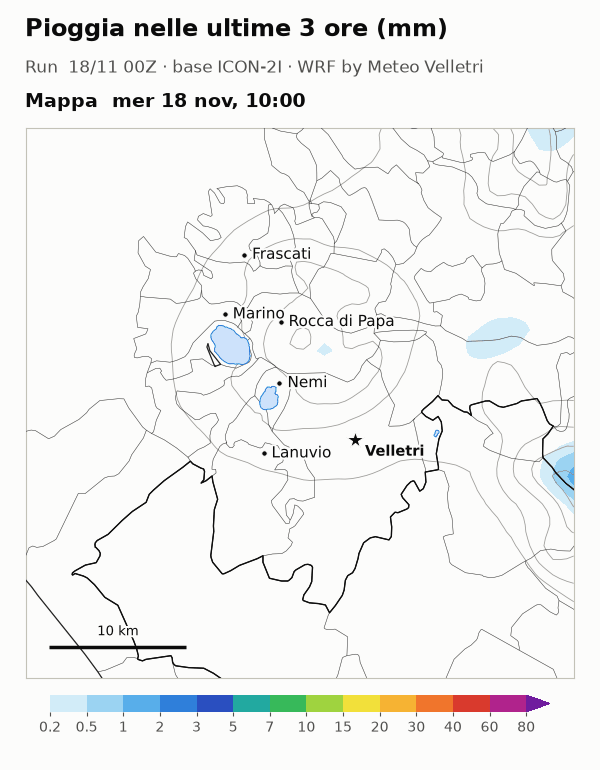 Pioggia nelle ultime 3 ore (mm)
Run  18/11 00Z · base ICON-2I · WRF by Meteo Velletri
Mappa  mer 18 nov, 10:00
Frascati
Marino
Rocca di Papa
Nemi
Velletri
Lanuvio
10 km
0.2 0.5 1 2 3 5 7 10 15 20 30 40 60 80